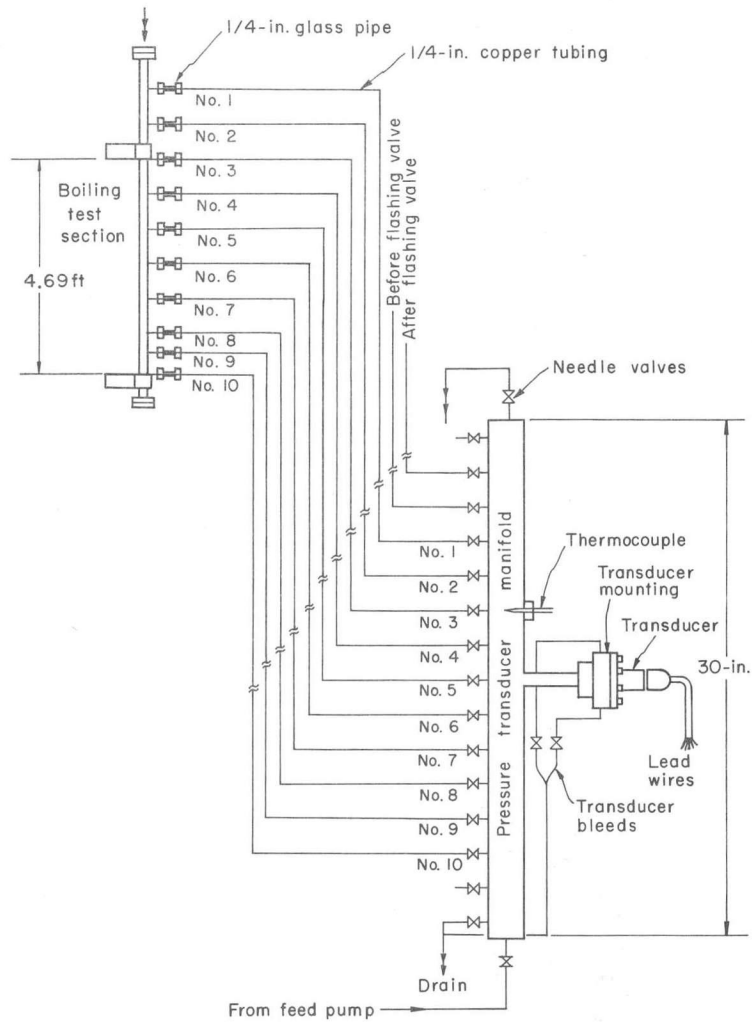 1/4-in. glass pipe
1/4-in. copper tubing
No. 1
No. 2
No. 3
No. 4
No. 5
No. 6
No. 7
No. 8
No. 9
No. 10
Boiling
test
section
4.69 ft
Before flashing valve
After flashing valve
Needle valves
No. 1
No. 2
No. 3
No. 4
No. 5
No. 6
No. 7
No. 8
No. 9
No. 10
Pressure transducer manifold
Thermocouple
Transducer
mounting
Transducer
30-in.
Lead
wires
Transducer
bleeds
Drain
From feed pump